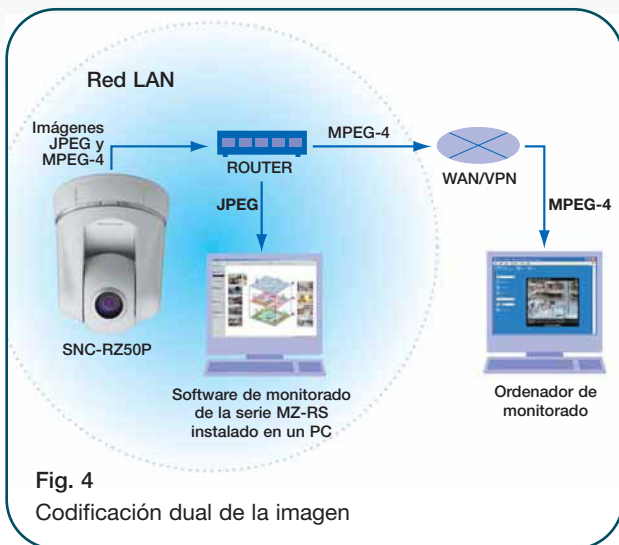 Red LAN
Imágenes
JPEG y
MPEG-4
MPEG-4
ROUTER
WAN/VPN
JPEG
MPEG-4
SNC-RZ50P
Software de monitorado
de la serie MZ-RS
instalado en un PC
Ordenador de
monitorado
Fig. 4
Codificación dual de la imagen